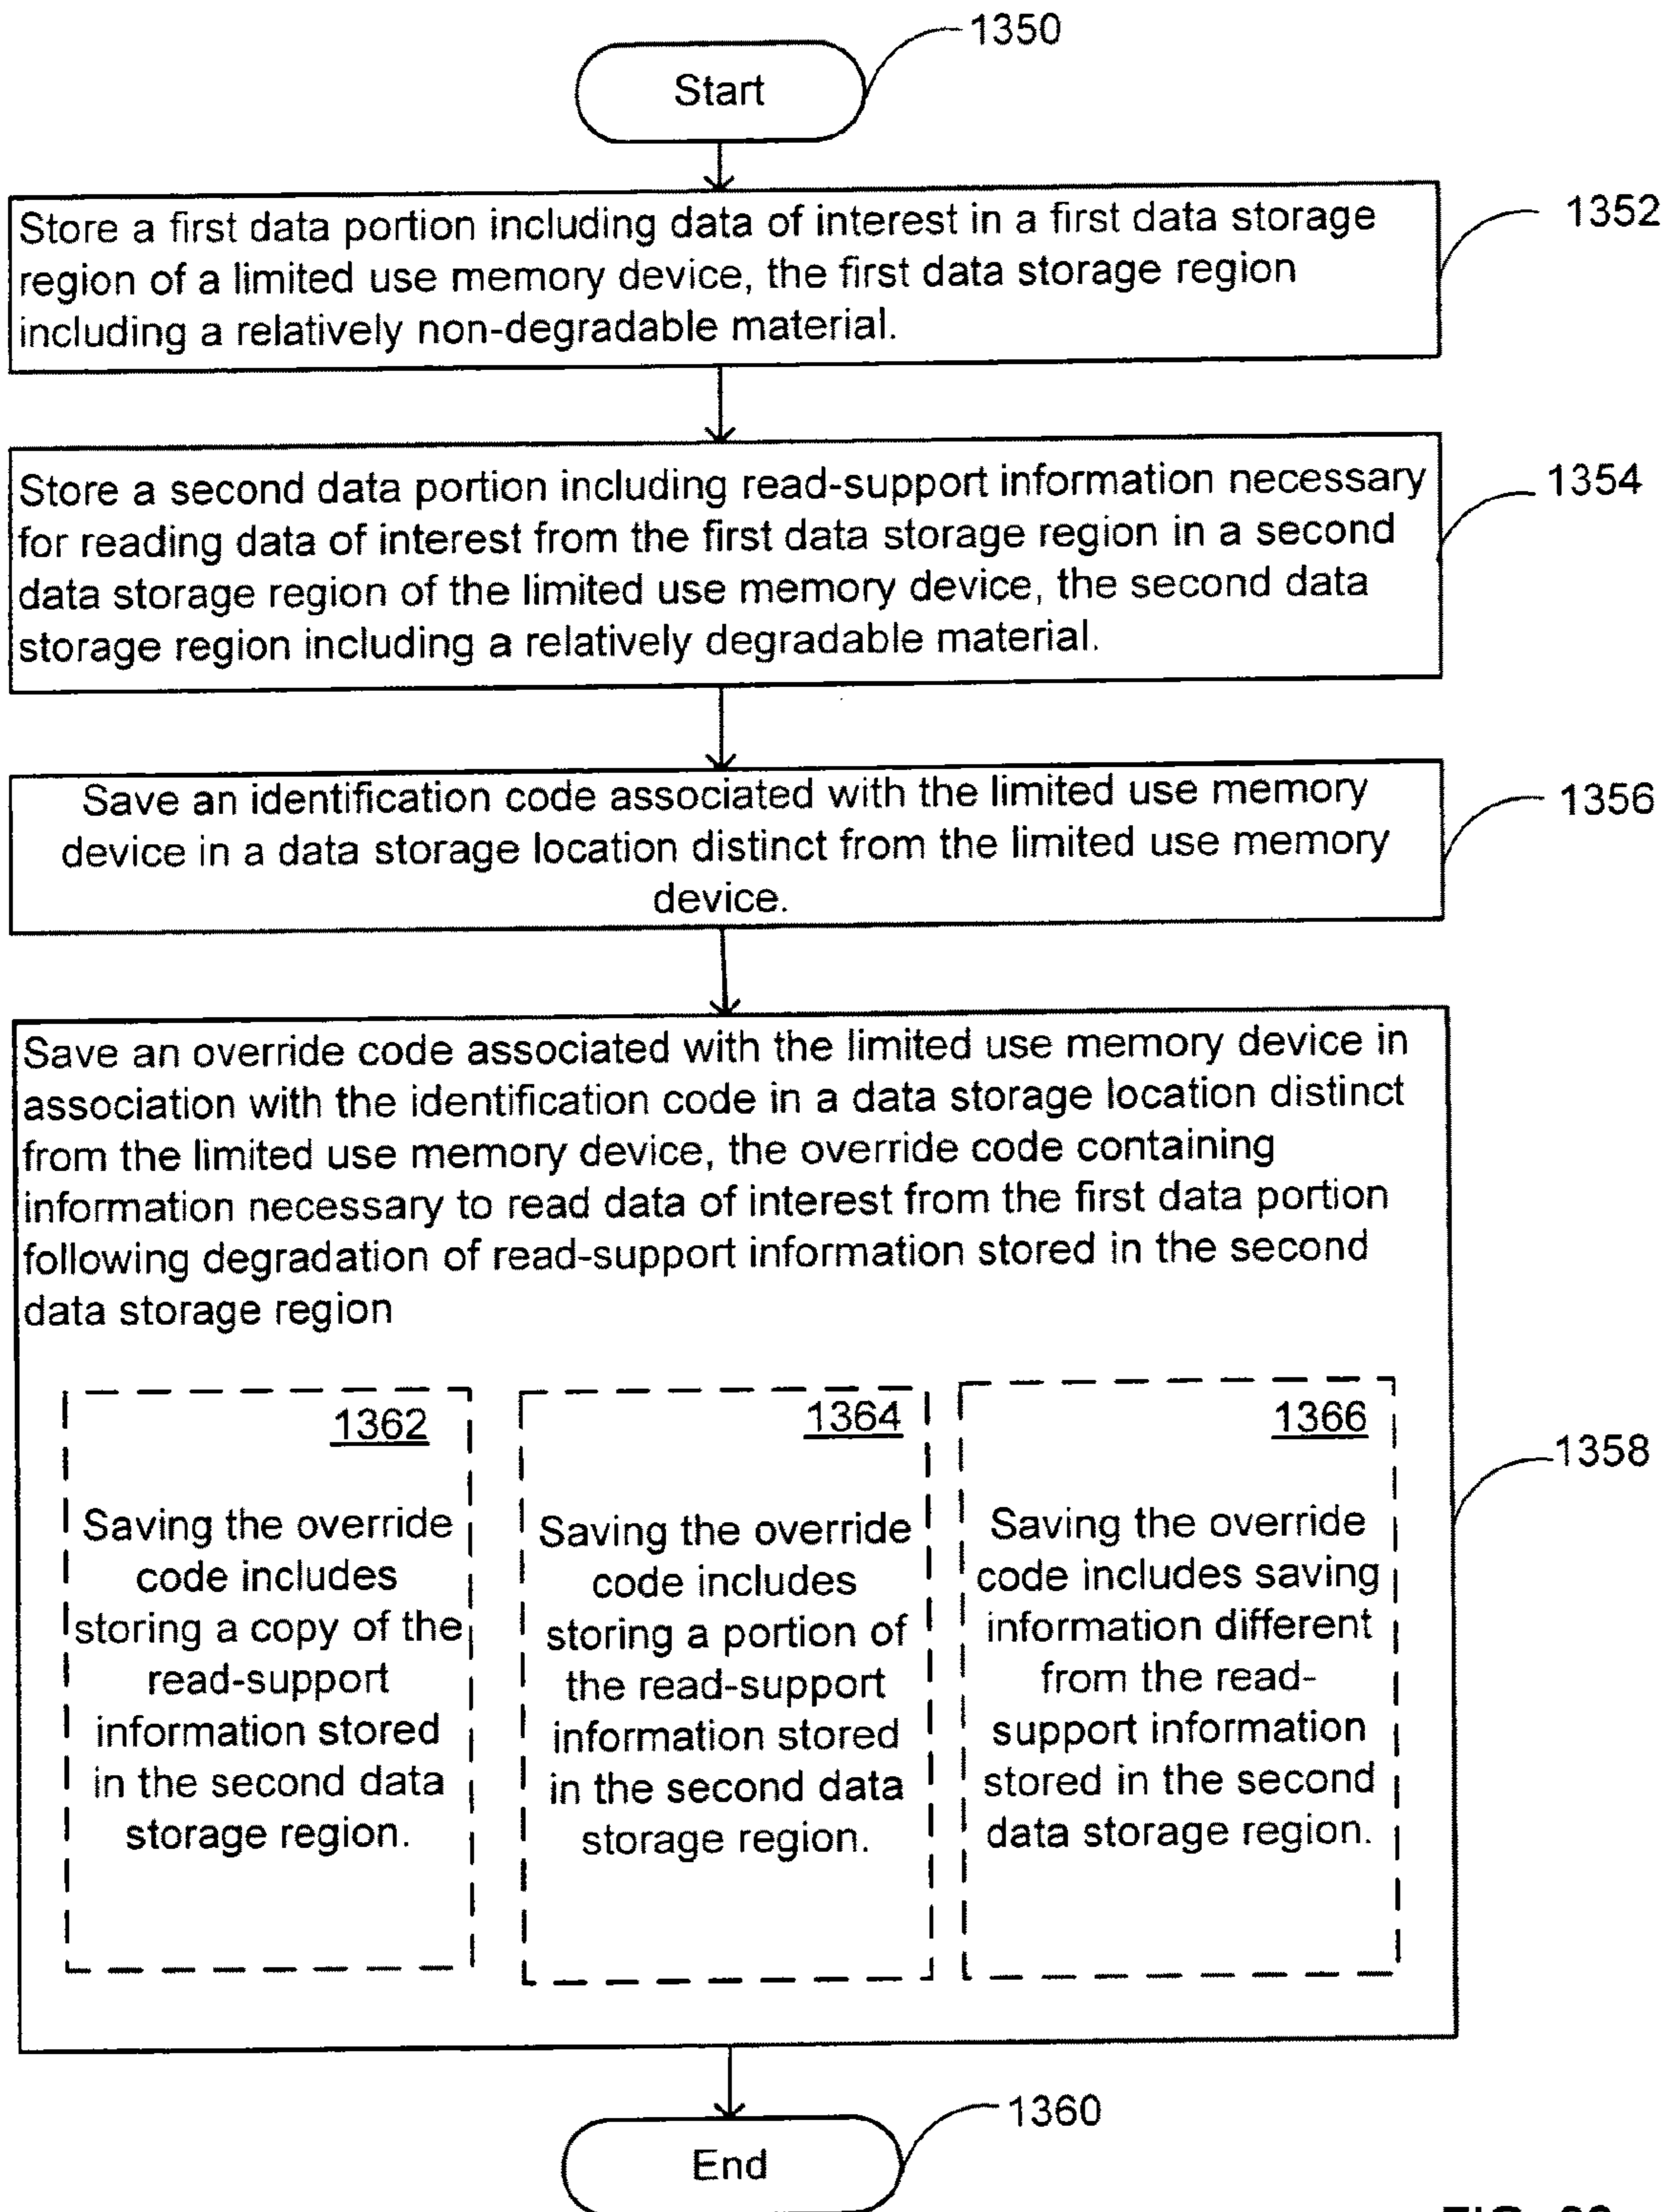 1350
Start
1352
Store a first data portion including data of interest in a first data storage
region of a limited use memory device, the first data storage region
including a relatively non-degradable material.
1354
Store a second data portion including read-support information necessary
for reading data of interest from the first data storage region in a second
data storage region of the limited use memory device, the second data
storage region including a relatively degradable material.
1356
Save an identification code associated with the limited use memory
device in a data storage location distinct from the limited use memory
device.
Save an override code associated with the limited use memory device in
association with the identification code in a data storage location distinct
from the limited use memory device, the override code containing
information necessary to read data of interest from the first data portion
following degradation of read-support information stored in the second
data storage region
1358
1362
Saving the override
code includes
storing a copy of the
read-support
information stored
in the second data
storage region.
1364
Saving the override
code includes
storing a portion of
the read-support
information stored
in the second data
storage region.
1366
Saving the override
code includes saving
information different
from the read-
support information
stored in the second
data storage region.
1360
End